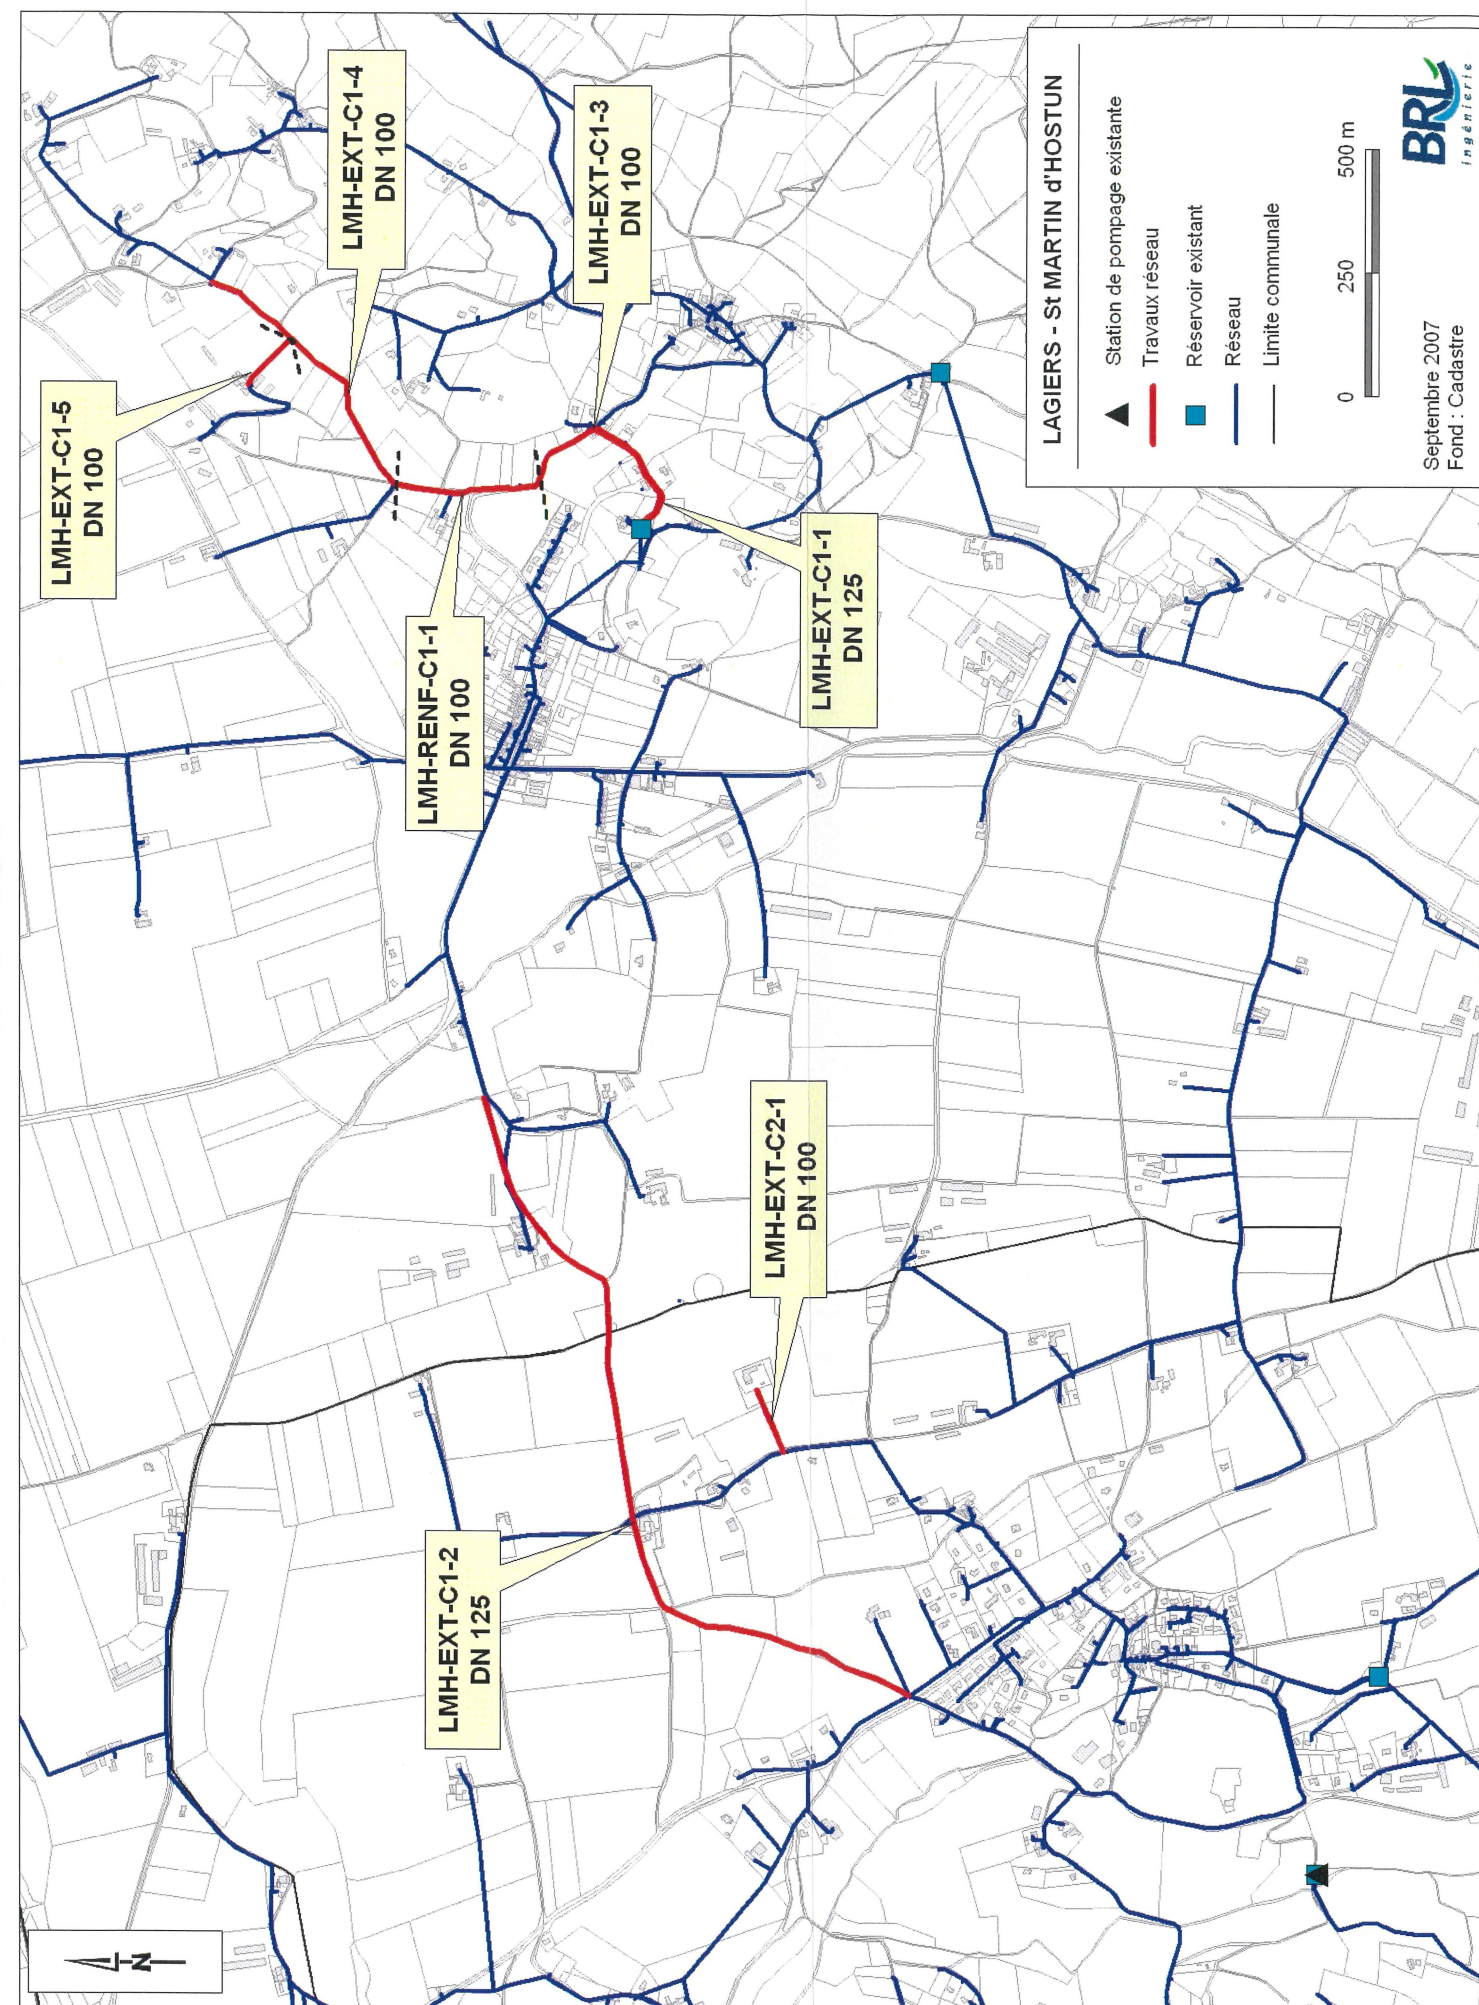 LMH-EXT-C1-5
DN 100
LMH-EXT-C1-4
DN 100
LMH-EXT-C1-3
DN 100
LMH-RENF-C1-1
DN 100
LMH-EXT-C1-1
DN 125
LMH-EXT-C2-1
DN 100
LMH-EXT-C1-2
DN 125
N
LAGIERS - St MARTIN d'HOSTUN
Station de pompage existante
Travaux réseau
Réservoir existant
Réseau
Limite communale
0 250 500 m
Septembre 2007
Fond : Cadastre
BRL
ingénierie